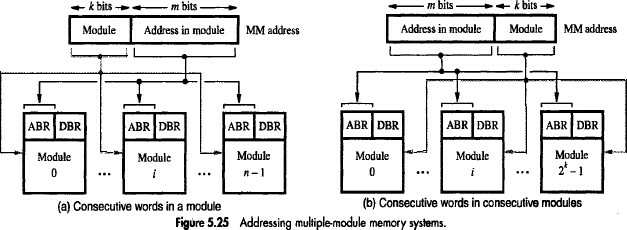 k bits m bits
Module Address in module MM address
ABR DBR ABR DBR ABR DBR
Module 0 ... Module i ... Module n − 1
(a) Consecutive words in a module
m bits k bits
Address in module Module MM address
ABR DBR ABR DBR ABR DBR
Module 0 ... Module i ... Module 2^k − 1
(b) Consecutive words in consecutive modules
Figure 5.25 Addressing multiple-module memory systems.